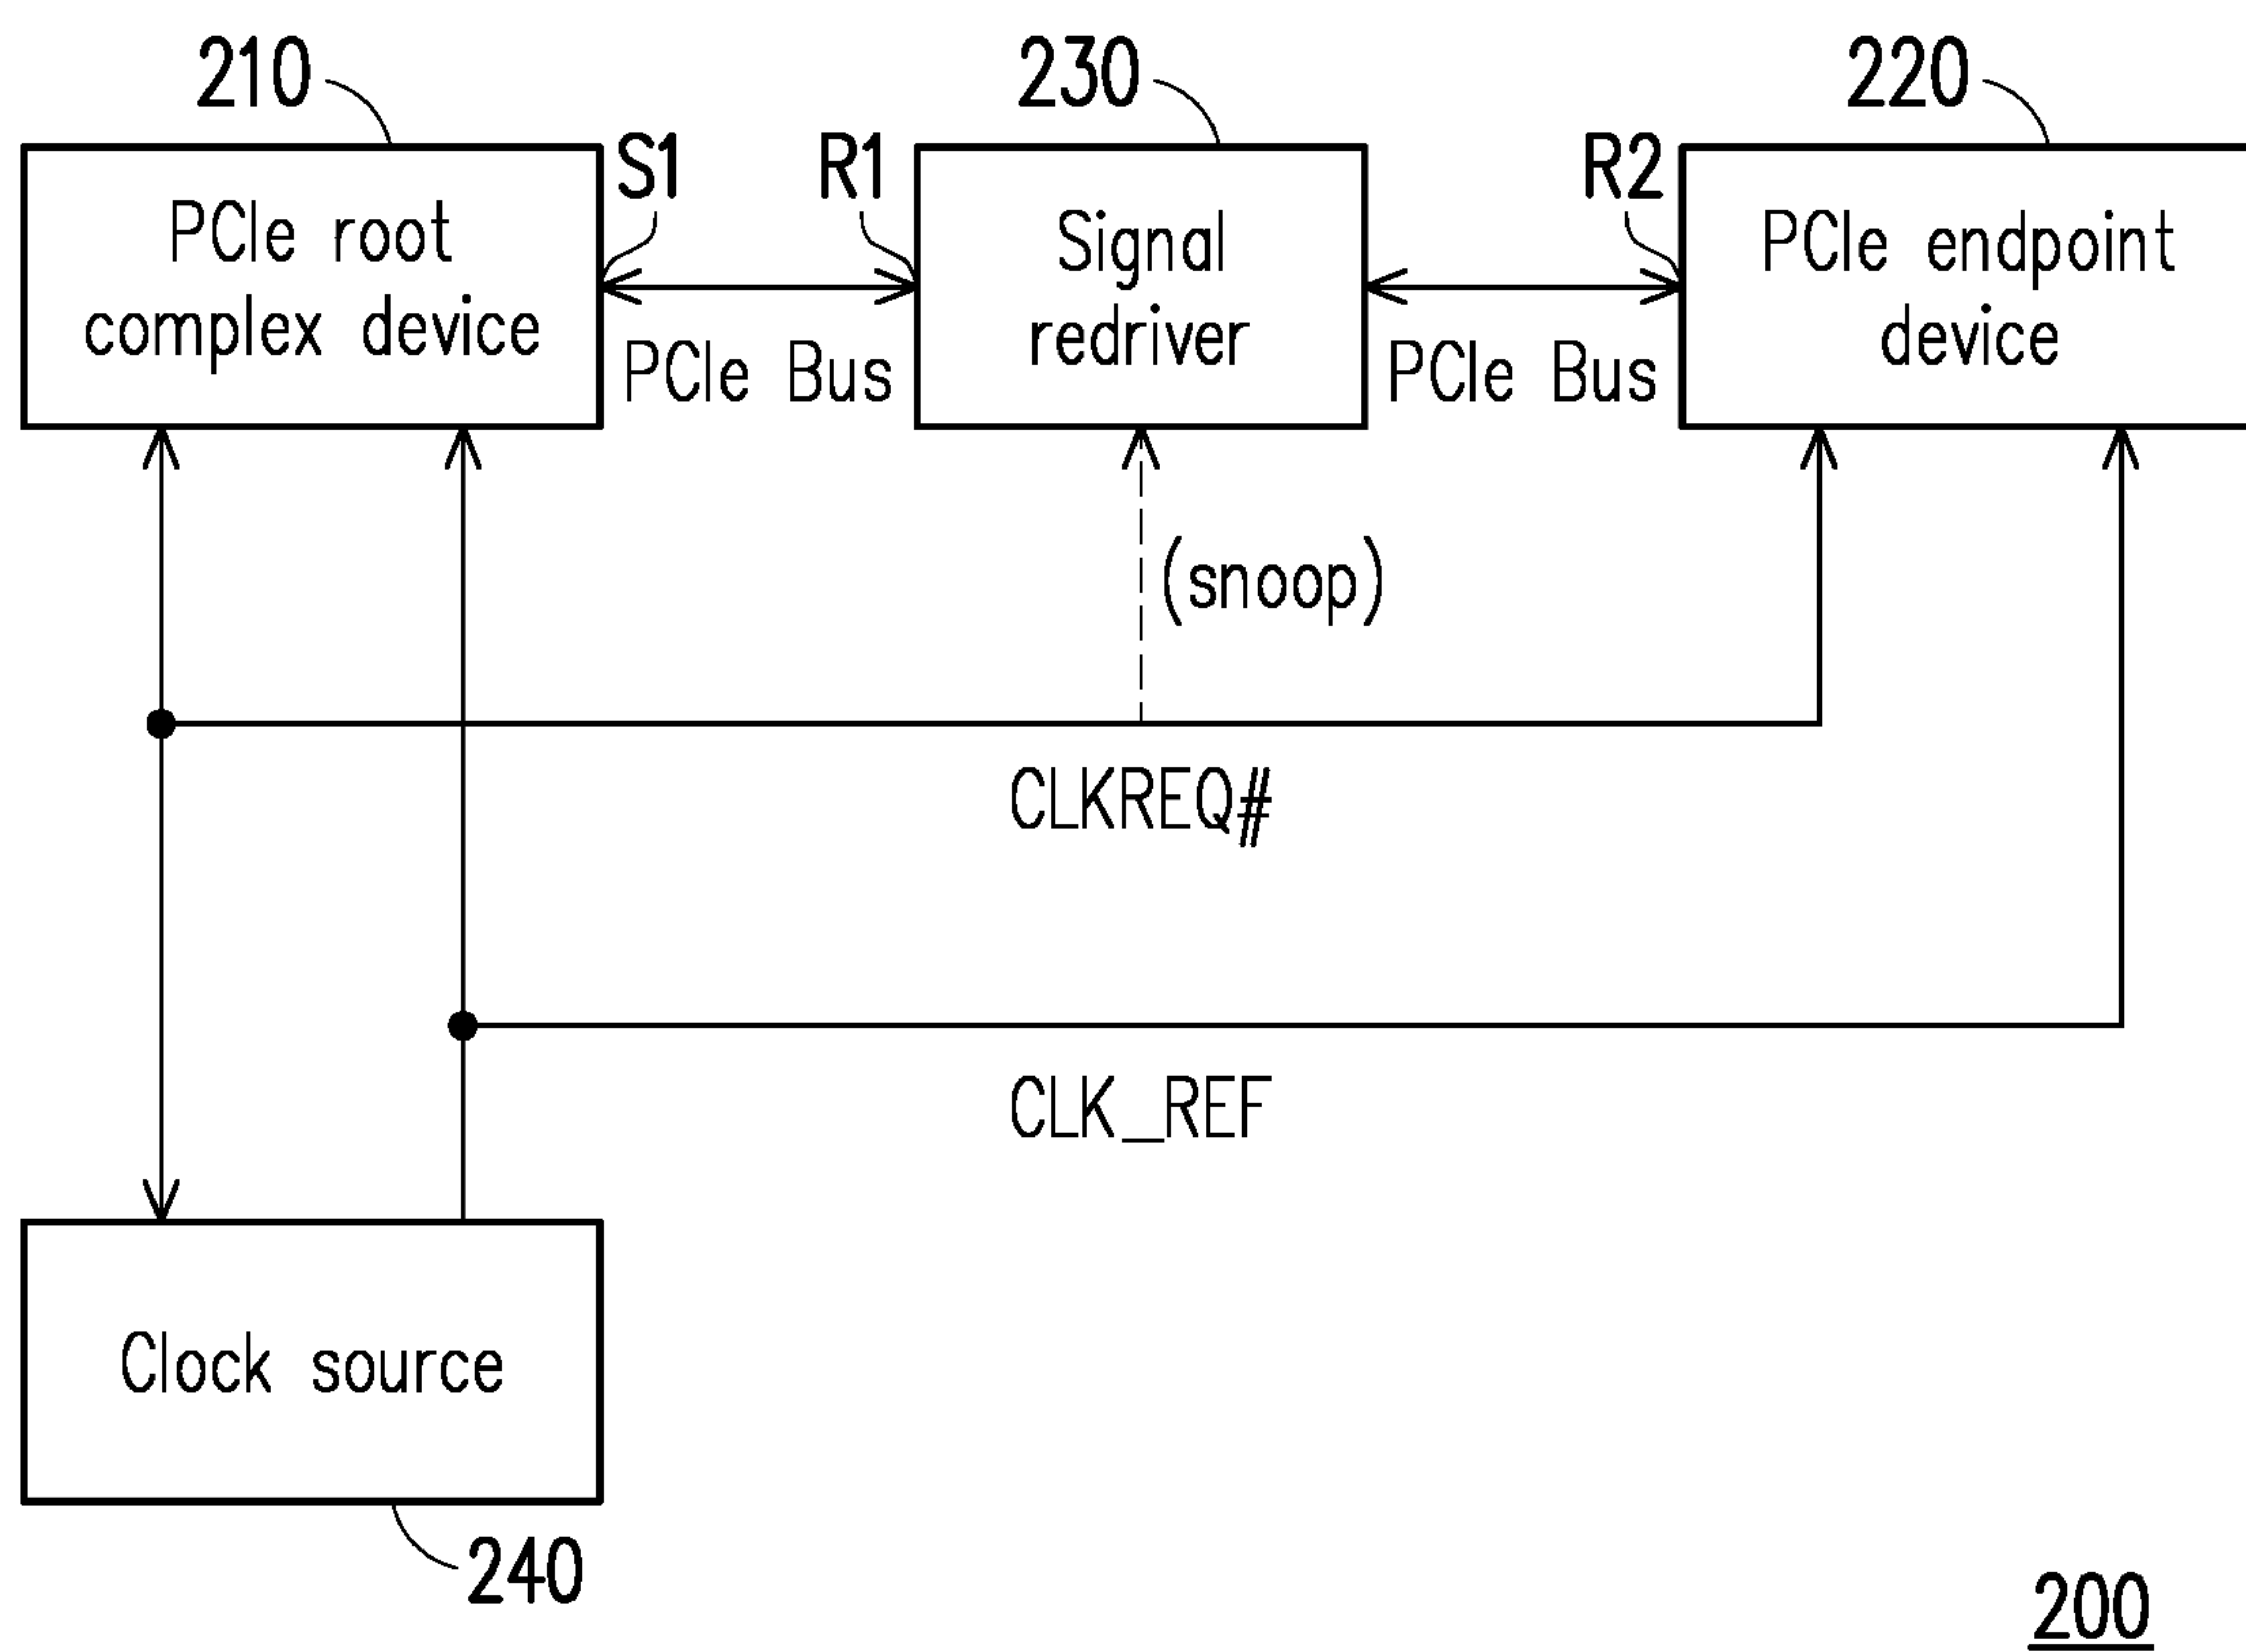 210
230
220
S1
R1
R2
PCIe root
complex device
Signal
redriver
PCIe endpoint
device
PCIe Bus
PCIe Bus
(snoop)
CLKREQ#
CLK_REF
Clock source
240
200